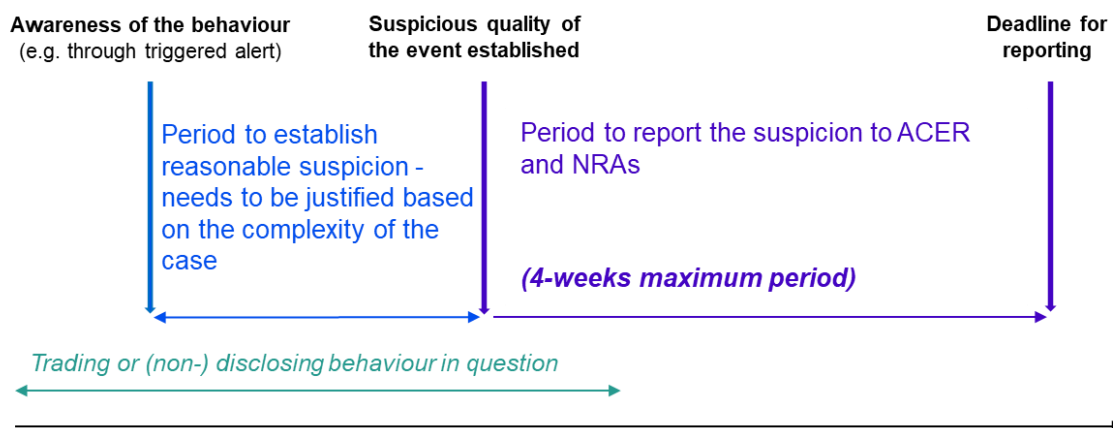 Awareness of the behaviour
(e.g. through triggered alert)
Suspicious quality of
the event established
Deadline for
reporting
Period to establish
reasonable suspicion -
needs to be justified based
on the complexity of the
case
Period to report the suspicion to ACER
and NRAs
(4-weeks maximum period)
Trading or (non-) disclosing behaviour in question